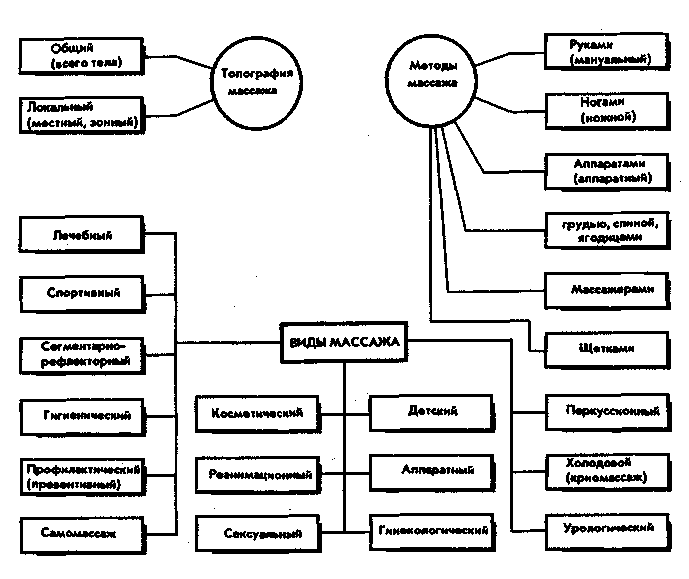 Общий
(всего тела)
Локальный
(местный, зонный)
Топография
массажа
Методы
массажа
Руками
(мануальный)
Ногами
(ножной)
Аппаратами
(аппаратный)
грудью, спиной,
ягодицами
Массажерами
Щетками
ВИДЫ МАССАЖА
Лечебный
Спортивный
Сегментарно-
рефлекторный
Гигиенический
Профилактический
(превентивный)
Самомассаж
Косметический
Реанимационный
Сексуальный
Детский
Аппаратный
Гинекологический
Перкуссионный
Холодовой
(криомассаж)
Урологический